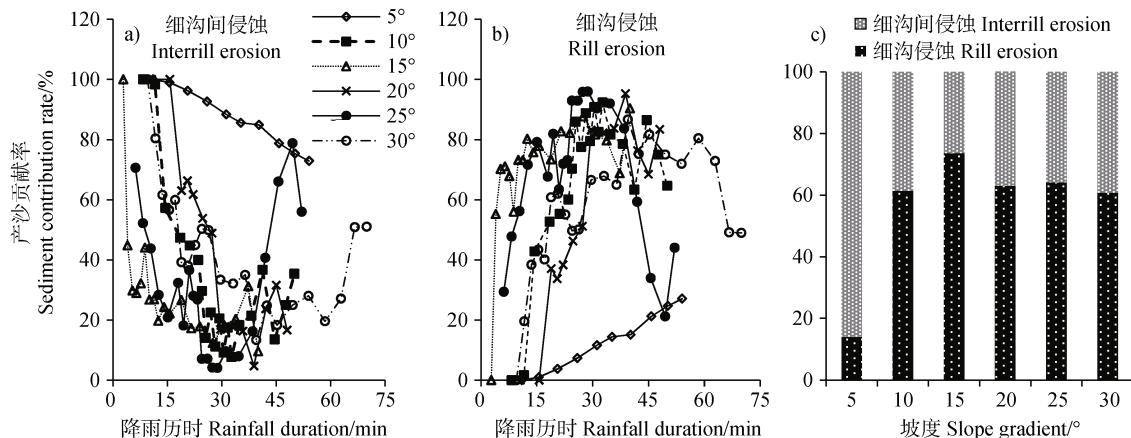 产沙贡献率
Sediment contribution rate/%
a)
细沟间侵蚀
Interrill erosion
5°
10°
15°
20°
25°
30°
120
100
80
60
40
20
0
0 15 30 45 60 75
降雨历时 Rainfall duration/min
b)
细沟侵蚀
Rill erosion
120
100
80
60
40
20
0
0 15 30 45 60 75
降雨历时 Rainfall duration/min
c)
细沟间侵蚀 Interrill erosion
细沟侵蚀 Rill erosion
100
80
60
40
20
0
5 10 15 20 25 30
坡度 Slope gradient/°